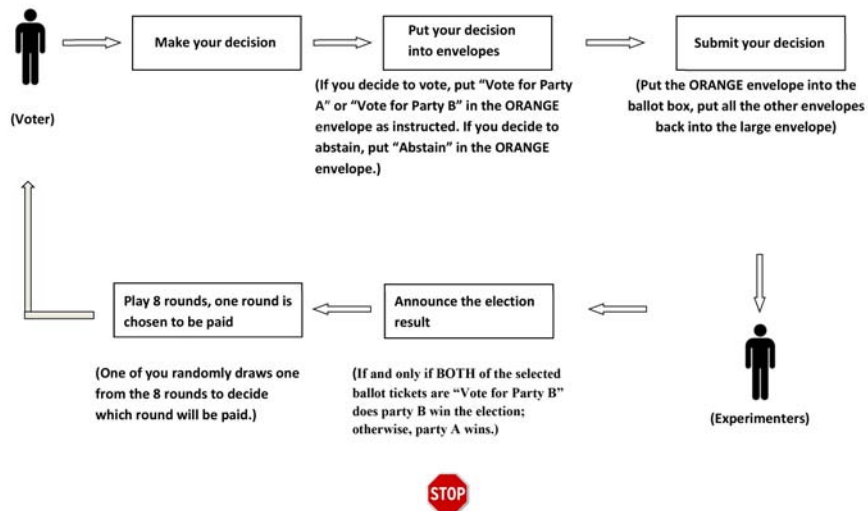 Make your decision
Put your decision
into envelopes
Submit your decision
(Voter)
(If you decide to vote, put “Vote for Party
A” or “Vote for Party B” in the ORANGE
envelope as instructed. If you decide to
abstain, put “Abstain” in the ORANGE
envelope.)
(Put the ORANGE envelope into the
ballot box, put all the other envelopes
back into the large envelope)
Play 8 rounds, one round is
chosen to be paid
Announce the election
result
(One of you randomly draws one
from the 8 rounds to decide
which round will be paid.)
(If and only if BOTH of the selected
ballot tickets are “Vote for Party B”
does party B win the election;
otherwise, party A wins.)
(Experimenters)
STOP